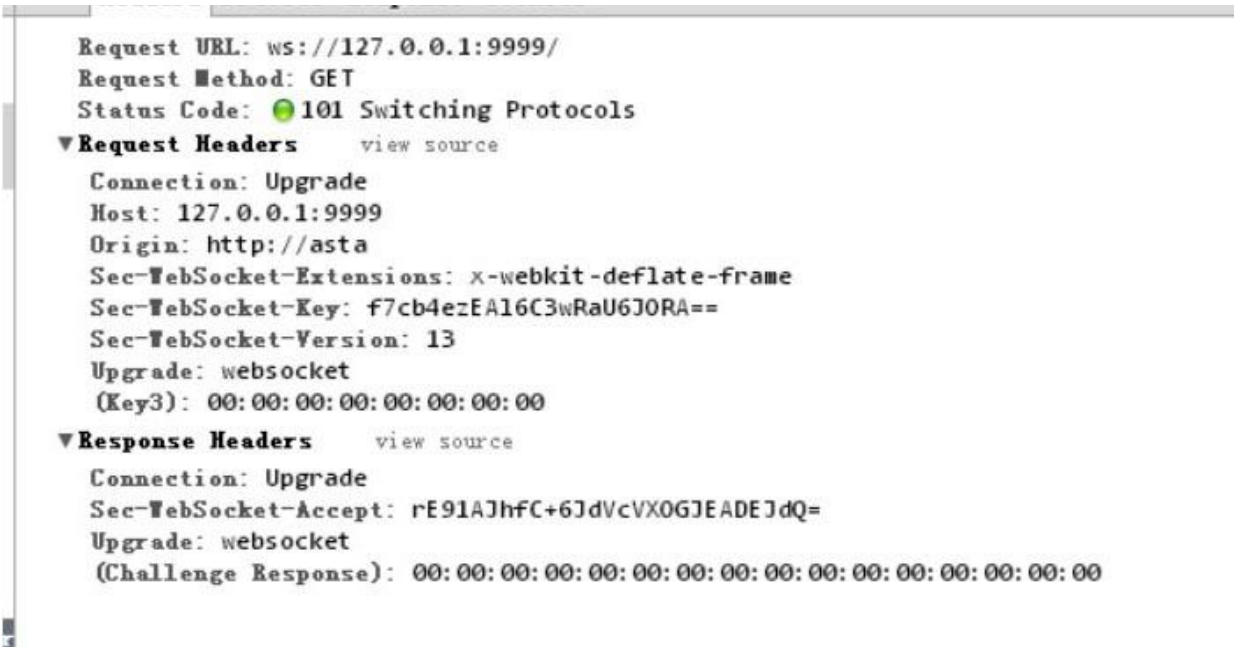 Request URL: ws://127.0.0.1:9999/
Request Method: GET
Status Code: 101 Switching Protocols
▼Request Headers view source
Connection: Upgrade
Host: 127.0.0.1:9999
Origin: http://asta
Sec-WebSocket-Extensions: x-webkit-deflate-frame
Sec-WebSocket-Key: f7cb4ezEAl6C3wRaU6JORA==
Sec-WebSocket-Version: 13
Upgrade: websocket
(Key3): 00:00:00:00:00:00:00:00
▼Response Headers view source
Connection: Upgrade
Sec-WebSocket-Accept: rE91AJhfC+6JdVcVXOGJEADEJdQ=
Upgrade: websocket
(Challenge Response): 00:00:00:00:00:00:00:00:00:00:00:00:00:00:00:00